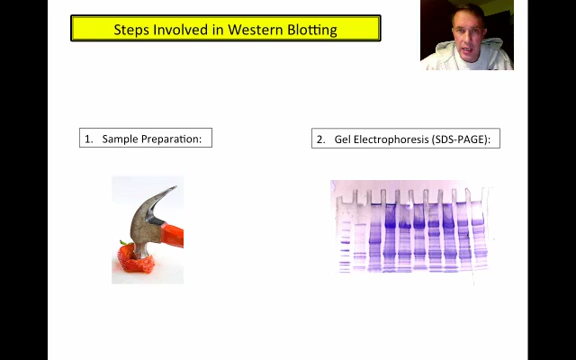 Steps Involved in Western Blotting
1. Sample Preparation:
2. Gel Electrophoresis (SDS-PAGE):